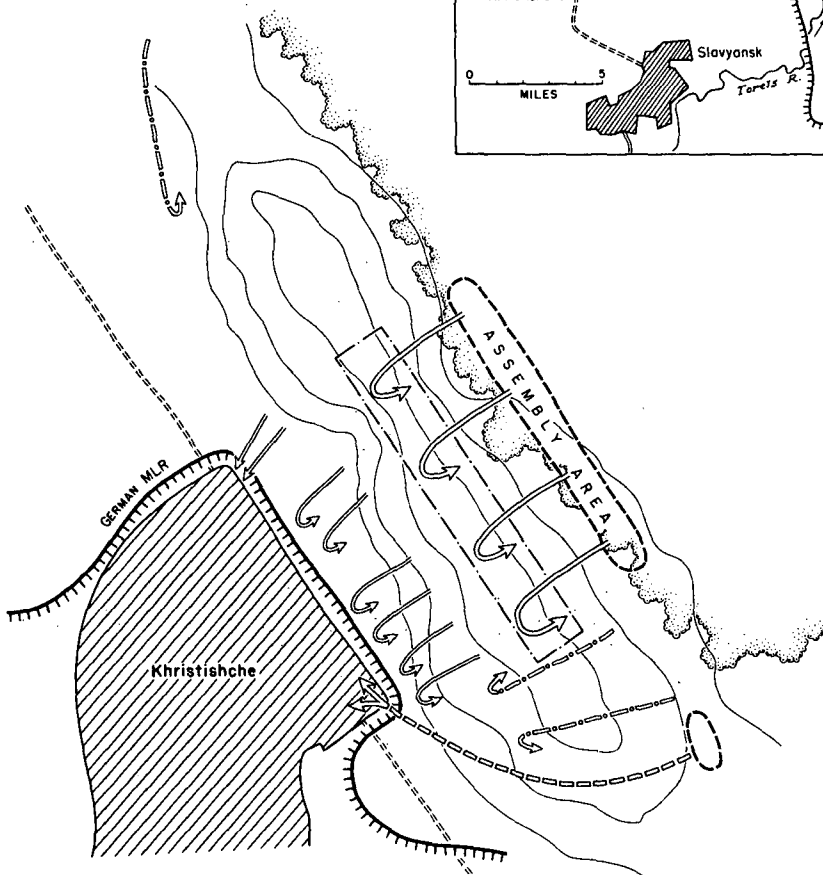 Slavyansk
0 5
MILES
Torets R.
ASSEMBLY AREA
GERMAN MLR
Khristishche